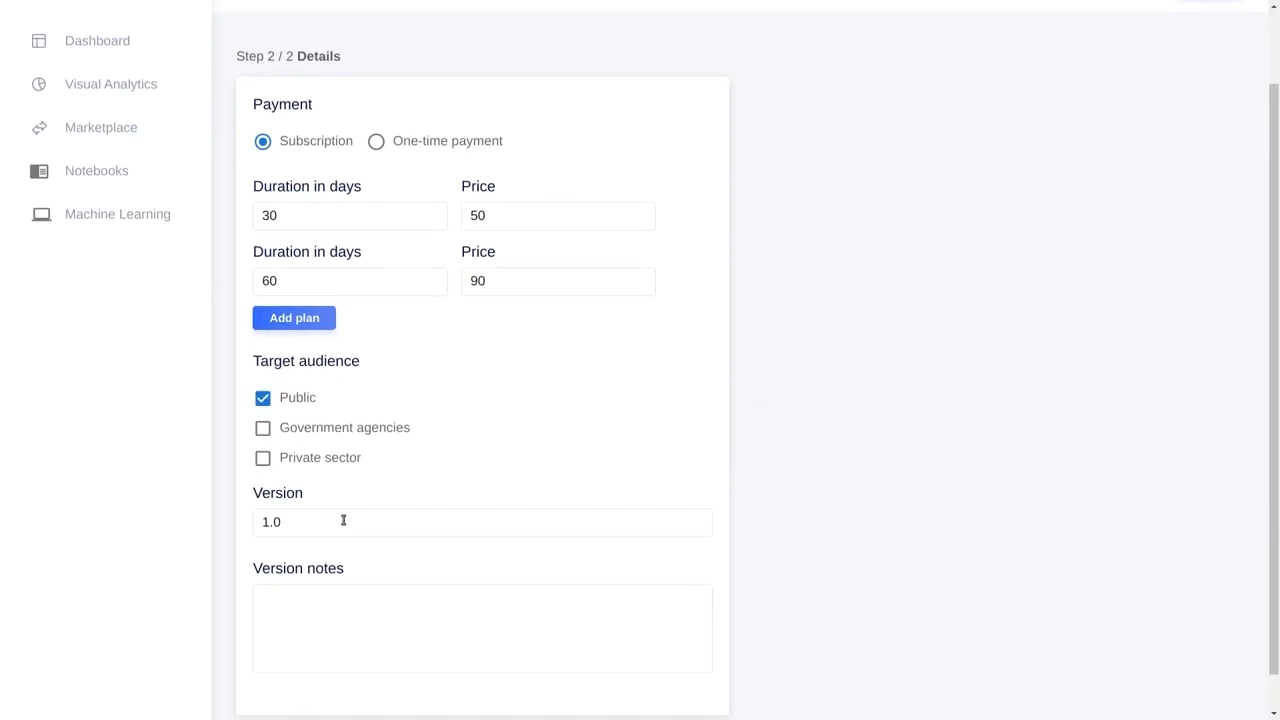 Dashboard
Visual Analytics
Marketplace
Notebooks
Machine Learning
Step 2 / 2 Details
Payment
Subscription One-time payment
Duration in days Price
30 50
Duration in days Price
60 90
Add plan
Target audience
Public
Government agencies
Private sector
Version
1.0
Version notes